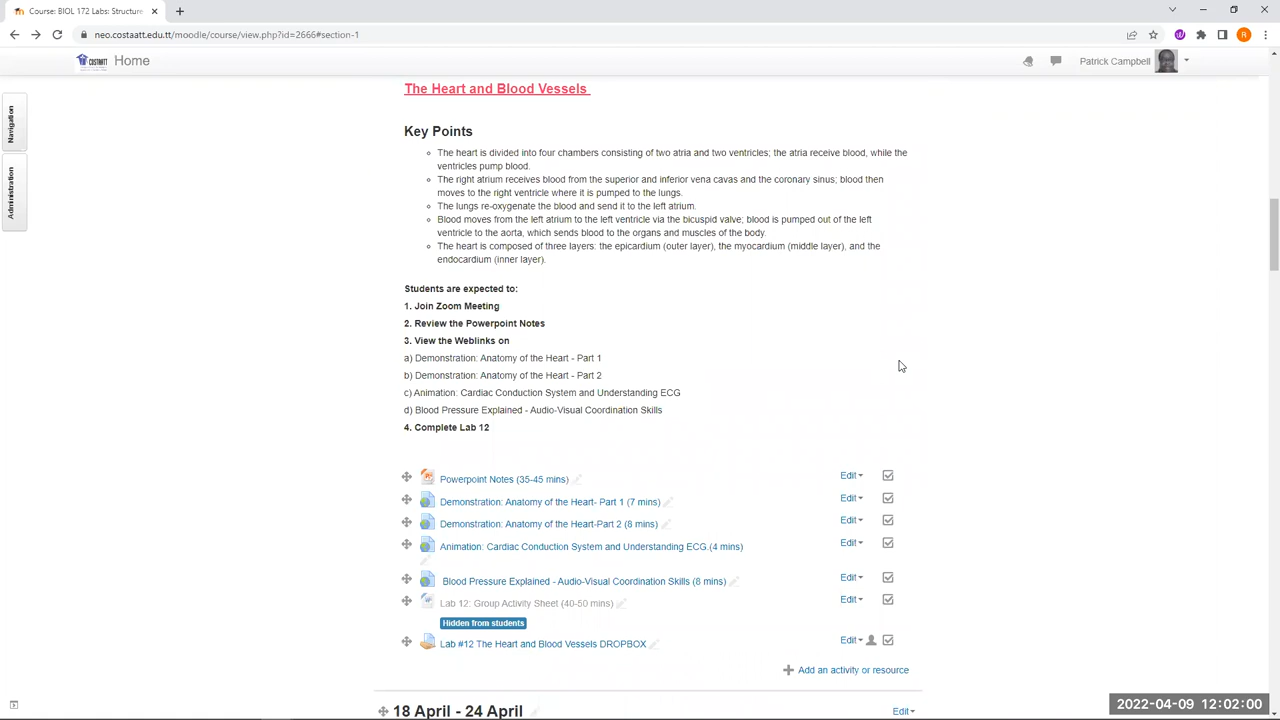 Course: BIOL 172 Labs: Structure
neo.costaatt.edu.tt/moodle/course/view.php?id=2666#section-1
R
COSTAATT
Home
Patrick Campbell
Navigation
Administration
The Heart and Blood Vessels
Key Points
The heart is divided into four chambers consisting of two atria and two ventricles; the atria receive blood, while the
ventricles pump blood.
The right atrium receives blood from the superior and inferior vena cavas and the coronary sinus; blood then
moves to the right ventricle where it is pumped to the lungs.
The lungs re-oxygenate the blood and send it to the left atrium.
Blood moves from the left atrium to the left ventricle via the bicuspid valve; blood is pumped out of the left
ventricle to the aorta, which sends blood to the organs and muscles of the body.
The heart is composed of three layers: the epicardium (outer layer), the myocardium (middle layer), and the
endocardium (inner layer).
Students are expected to:
1. Join Zoom Meeting
2. Review the Powerpoint Notes
3. View the Weblinks on
a) Demonstration: Anatomy of the Heart - Part 1
b) Demonstration: Anatomy of the Heart - Part 2
c) Animation: Cardiac Conduction System and Understanding ECG
d) Blood Pressure Explained - Audio-Visual Coordination Skills
4. Complete Lab 12
Powerpoint Notes (35-45 mins)
Edit
Demonstration: Anatomy of the Heart- Part 1 (7 mins)
Edit
Demonstration: Anatomy of the Heart-Part 2 (8 mins)
Edit
Animation: Cardiac Conduction System and Understanding ECG.(4 mins)
Edit
Blood Pressure Explained - Audio-Visual Coordination Skills (8 mins)
Edit
Lab 12: Group Activity Sheet (40-50 mins)
Edit
Hidden from students
Lab #12 The Heart and Blood Vessels DROPBOX
Edit
Add an activity or resource
18 April - 24 April
Edit
2022-04-09 12:02:00